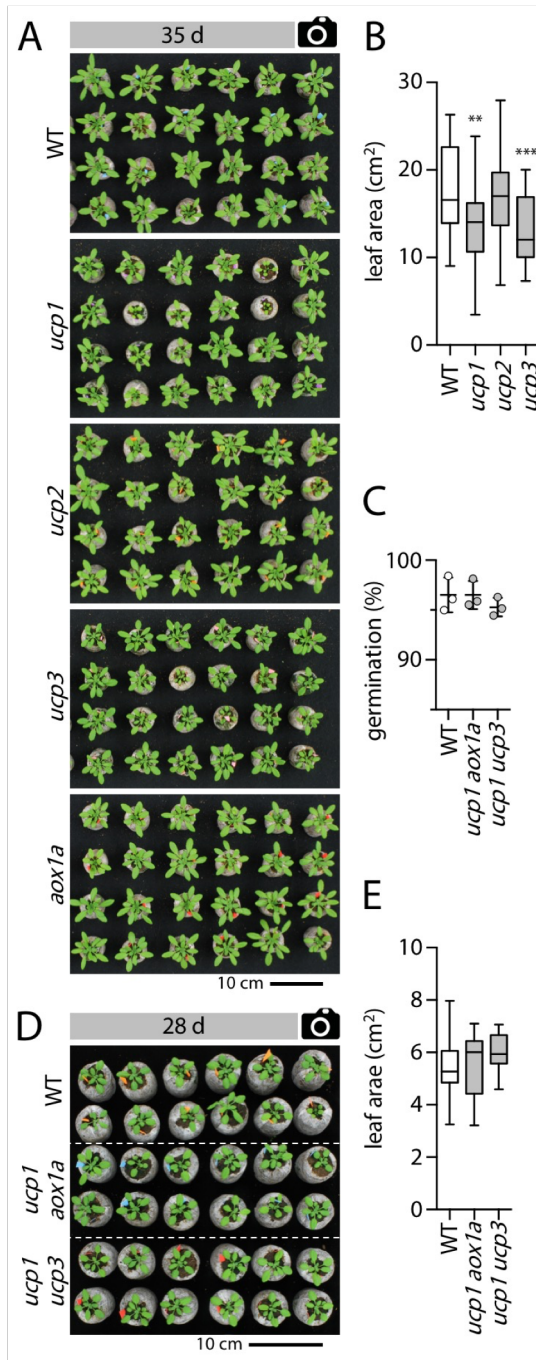 A
35 d
WT
ucp1
ucp2
ucp3
aox1a
10 cm
B
30
20
10
0
leaf area (cm²)
**
***
WT
ucp1
ucp2
ucp3
C
100
90
germination (%)
WT
ucp1 aox1a
ucp1 ucp3
D
28 d
WT
ucp1
aox1a
ucp1
ucp3
10 cm
E
10
8
6
4
2
0
leaf arae (cm²)
WT
ucp1 aox1a
ucp1 ucp3